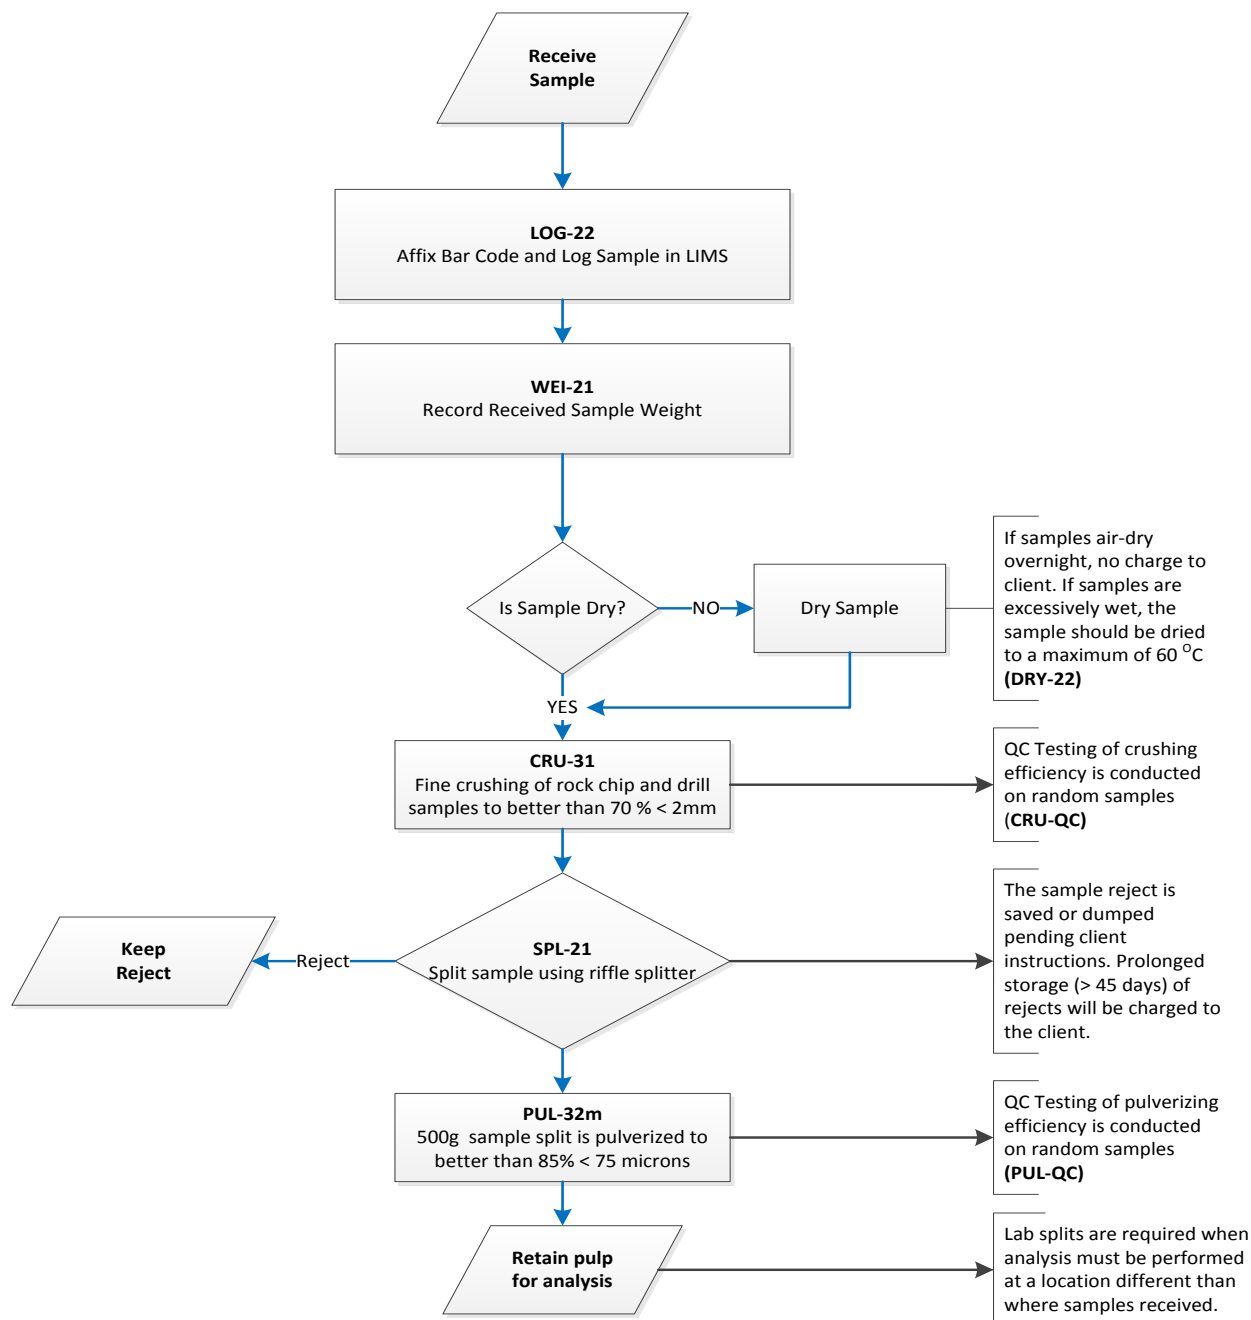 Receive
Sample
LOG-22
Affix Bar Code and Log Sample in LIMS
WEI-21
Record Received Sample Weight
Is Sample Dry?
NO
Dry Sample
If samples air-dry
overnight, no charge to
client. If samples are
excessively wet, the
sample should be dried
to a maximum of 60 °C
(DRY-22)
YES
CRU-31
Fine crushing of rock chip and drill
samples to better than 70 % < 2mm
QC Testing of crushing
efficiency is conducted
on random samples
(CRU-QC)
Keep
Reject
Reject
SPL-21
Split sample using riffle splitter
The sample reject is
saved or dumped
pending client
instructions. Prolonged
storage (> 45 days) of
rejects will be charged to
the client.
PUL-32m
500g  sample split is pulverized to
better than 85% < 75 microns
QC Testing of pulverizing
efficiency is conducted
on random samples
(PUL-QC)
Retain pulp
for analysis
Lab splits are required when
analysis must be performed
at a location different than
where samples received.